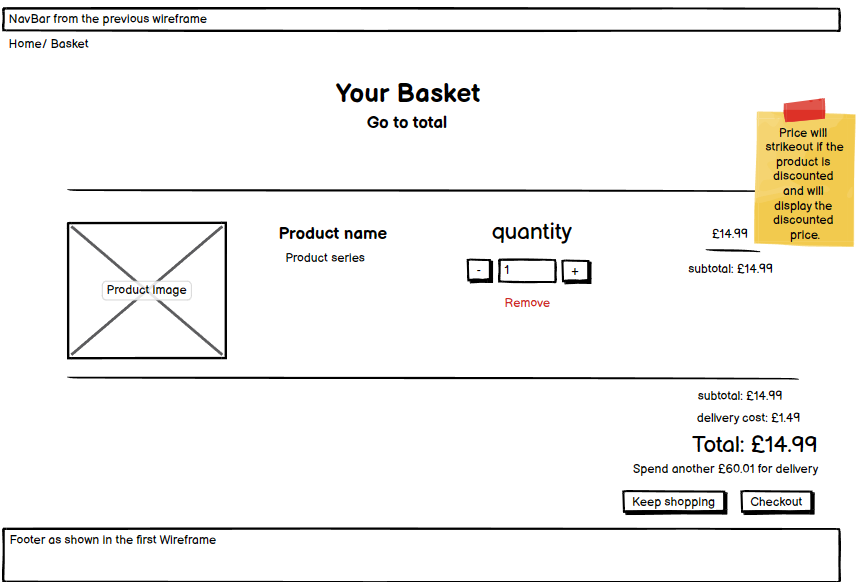 NavBar from the previous wireframe
Home/ Basket
Your Basket
Go to total
Price will
strikeout if the
product is
discounted
and will
display the
discounted
price.
Product Image
Product name
Product series
quantity
- 1 +
Remove
£14.99
subtotal: £14.99
subtotal: £14.99
delivery cost: £1.49
Total: £14.99
Spend another £60.01 for delivery
Keep shopping Checkout
Footer as shown in the first Wireframe